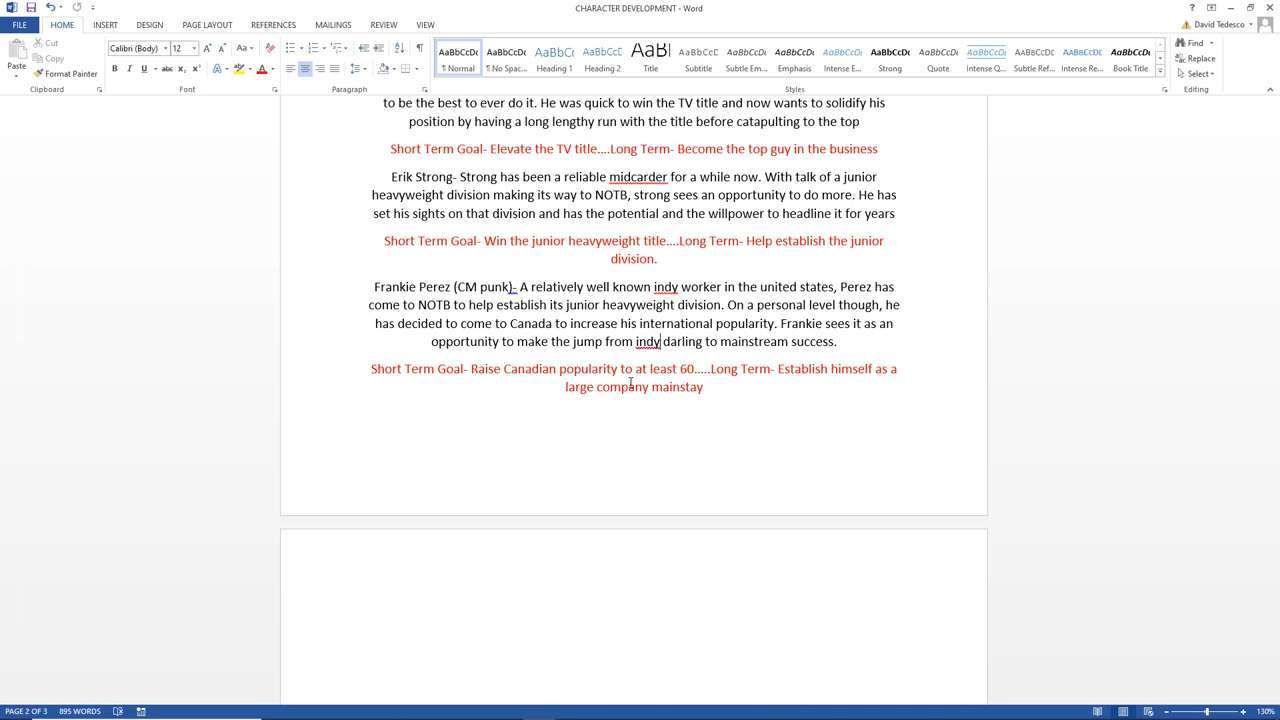 CHARACTER DEVELOPMENT - Word
FILE HOME INSERT DESIGN PAGE LAYOUT REFERENCES MAILINGS REVIEW VIEW David Tedesco
Cut
Copy
Format Painter
Paste
Clipboard
Calibri (Body) 12
Font
Paragraph
AaBbCcDc AaBbCcDc AaBbCc AaBbCcC AaBl AaBbCcC AaBbCcDc AaBbCcDc AaBbCcDc AaBbCcDc AaBbCcDc AaBbCcDc AaBbCcDc AaBbCcDc AaBbCcDc
¶ Normal ¶ No Spac... Heading 1 Heading 2 Title Subtitle Subtle Em... Emphasis Intense E... Strong Quote Intense Q... Subtle Ref... Intense Re... Book Title
Styles
Find
Replace
Select
Editing
to be the best to ever do it. He was quick to win the TV title and now wants to solidify his
position by having a long lengthy run with the title before catapulting to the top
Short Term Goal- Elevate the TV title....Long Term- Become the top guy in the business
Erik Strong- Strong has been a reliable midcarder for a while now. With talk of a junior
heavyweight division making its way to NOTB, strong sees an opportunity to do more. He has
set his sights on that division and has the potential and the willpower to headline it for years
Short Term Goal- Win the junior heavyweight title....Long Term- Help establish the junior
division.
Frankie Perez (CM punk)- A relatively well known indy worker in the united states, Perez has
come to NOTB to help establish its junior heavyweight division. On a personal level though, he
has decided to come to Canada to increase his international popularity. Frankie sees it as an
opportunity to make the jump from indy darling to mainstream success.
Short Term Goal- Raise Canadian popularity to at least 60.....Long Term- Establish himself as a
large company mainstay
PAGE 2 OF 3 895 WORDS 130%